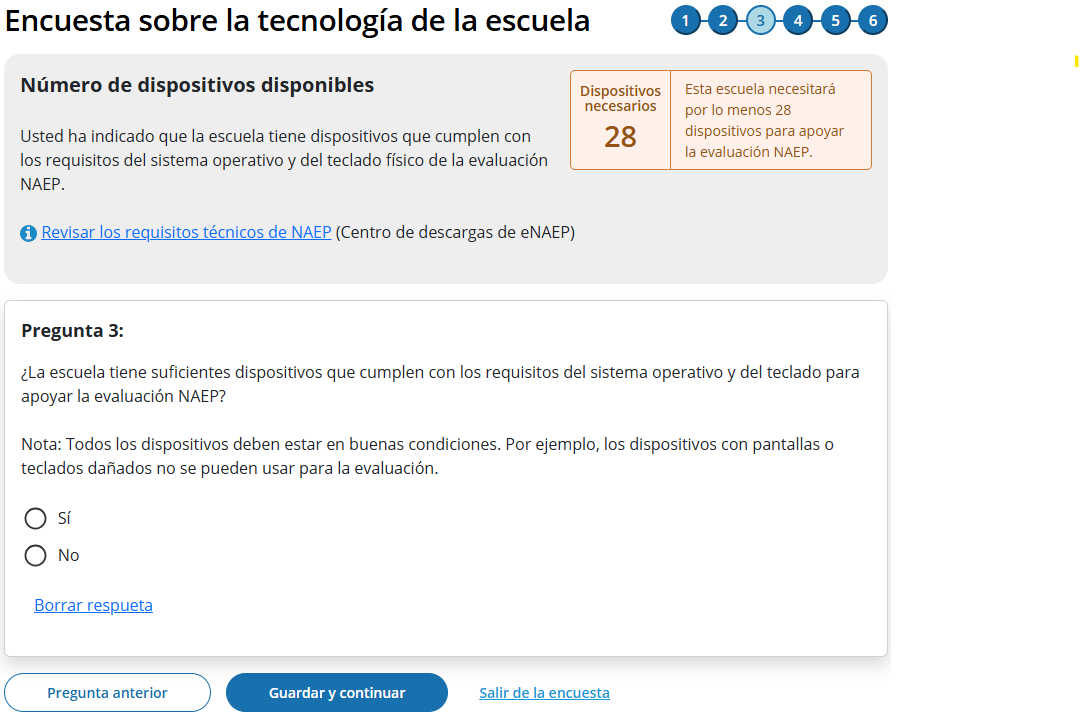 Encuesta sobre la tecnología de la escuela
1 2 3 4 5 6
Número de dispositivos disponibles
Usted ha indicado que la escuela tiene dispositivos que cumplen con
los requisitos del sistema operativo y del teclado físico de la evaluación
NAEP.
Dispositivos
necesarios
28
Esta escuela necesitará
por lo menos 28
dispositivos para apoyar
la evaluación NAEP.
Revisar los requisitos técnicos de NAEP (Centro de descargas de eNAEP)
Pregunta 3:
¿La escuela tiene suficientes dispositivos que cumplen con los requisitos del sistema operativo y del teclado para
apoyar la evaluación NAEP?
Nota: Todos los dispositivos deben estar en buenas condiciones. Por ejemplo, los dispositivos con pantallas o
teclados dañados no se pueden usar para la evaluación.
Sí
No
Borrar respueta
Pregunta anterior
Guardar y continuar
Salir de la encuesta